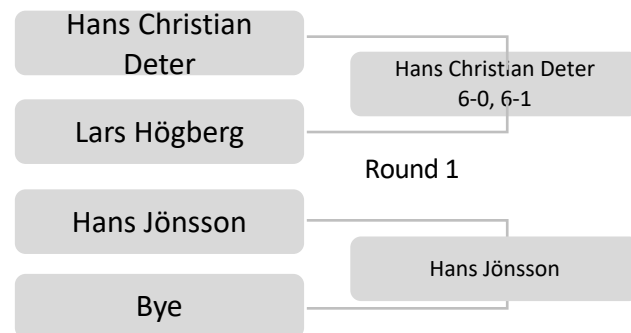 Hans Christian
Deter
Hans Christian Deter
6-0, 6-1
Lars Högberg
Round 1
Hans Jönsson
Hans Jönsson
Bye